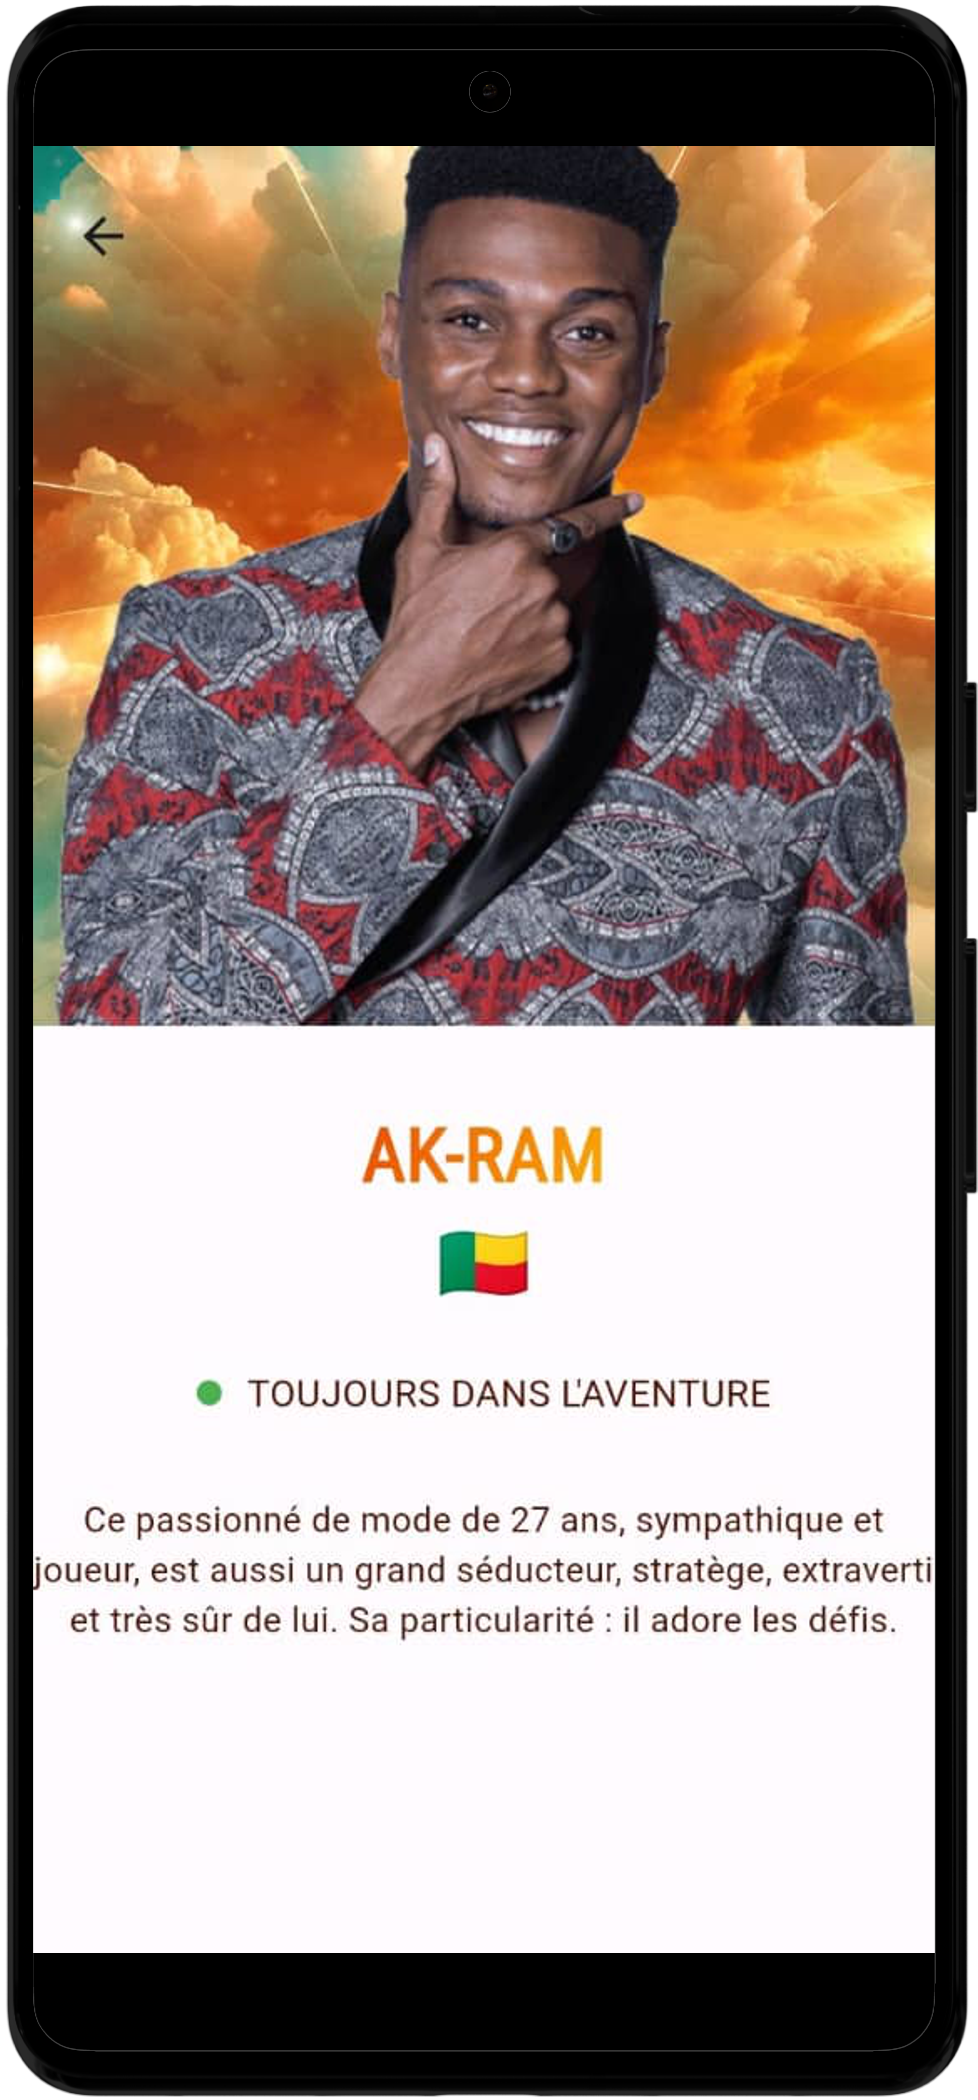 AK-RAM
TOUJOURS DANS L'AVENTURE
Ce passionné de mode de 27 ans, sympathique et
joueur, est aussi un grand séducteur, stratège, extraverti
et très sûr de lui. Sa particularité : il adore les défis.